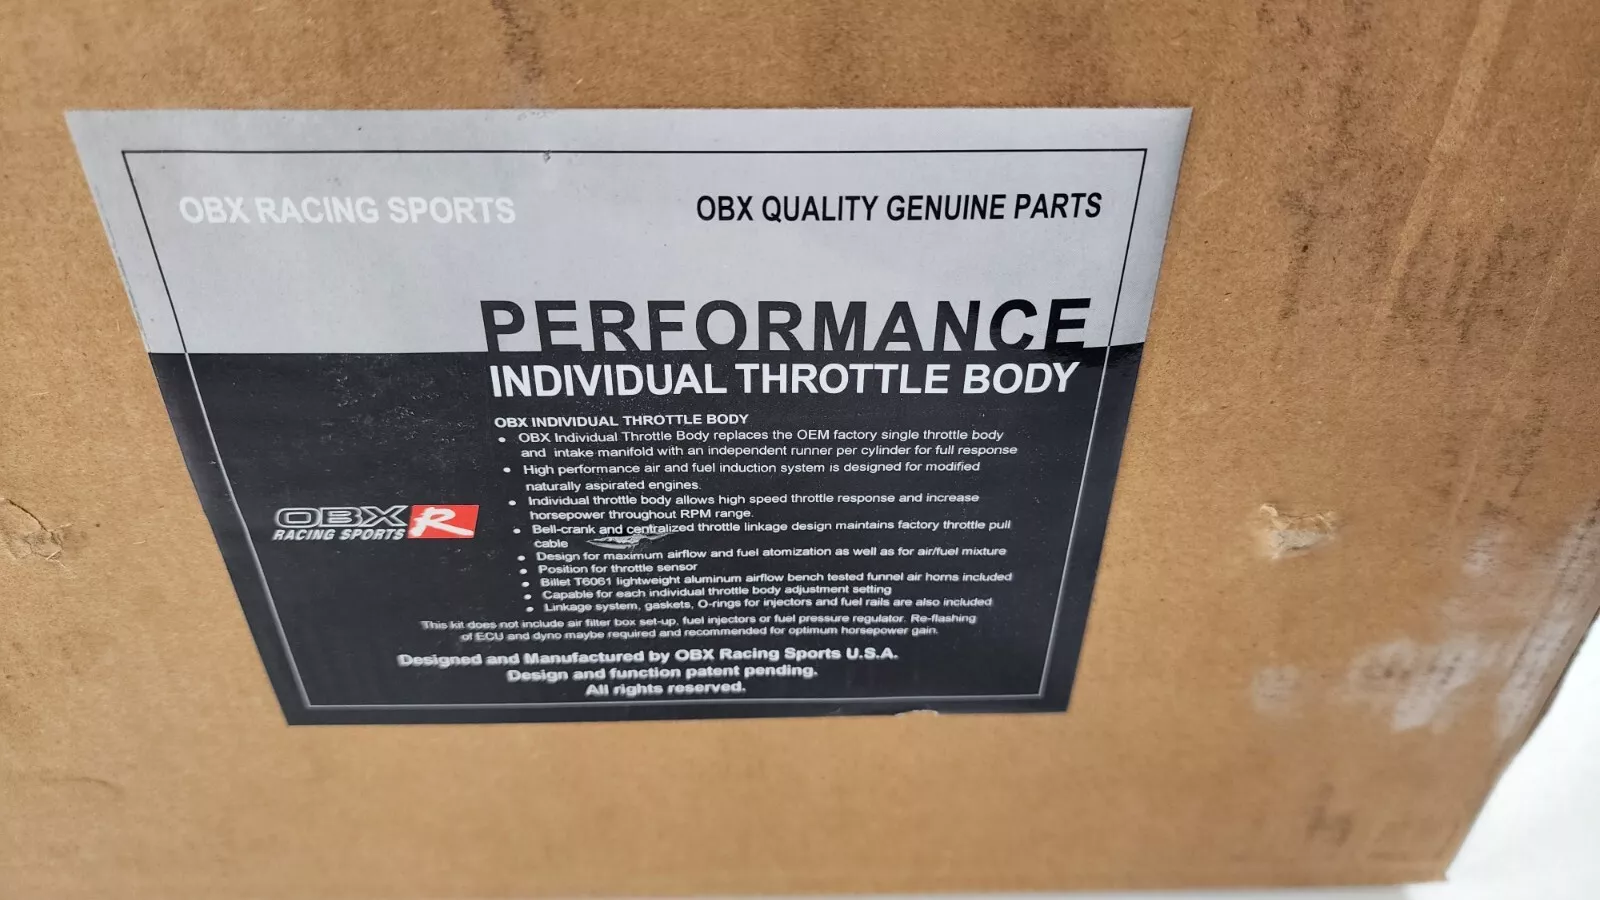 OBX RACING SPORTS
OBX QUALITY GENUINE PARTS
PERFORMANCE
INDIVIDUAL THROTTLE BODY
OBX INDIVIDUAL THROTTLE BODY
• OBX Individual Throttle Body replaces the OEM factory single throttle body
and intake manifold with an independent runner per cylinder for full response
• High performance air and fuel induction system is designed for modified
naturally aspirated engines.
• Individual throttle body allows high speed throttle response and increase
horsepower throughout RPM range.
• Bell-crank and centralized throttle linkage design maintains factory throttle pull
cable
• Design for maximum airflow and fuel atomization as well as for air/fuel mixture
• Position for throttle sensor
• Billet T6061 lightweight aluminum airflow bench tested funnel air horns included
• Capable for each individual throttle body adjustment setting
• Linkage system, gaskets, O-rings for injectors and fuel rails are also included
OBX R
RACING SPORTS
This kit does not include air filter box set-up, fuel injectors or fuel pressure regulator. Re-flashing
of ECU and dyno maybe required and recommended for optimum horsepower gain.
Designed and Manufactured by OBX Racing Sports U.S.A.
Design and function patent pending.
All rights reserved.